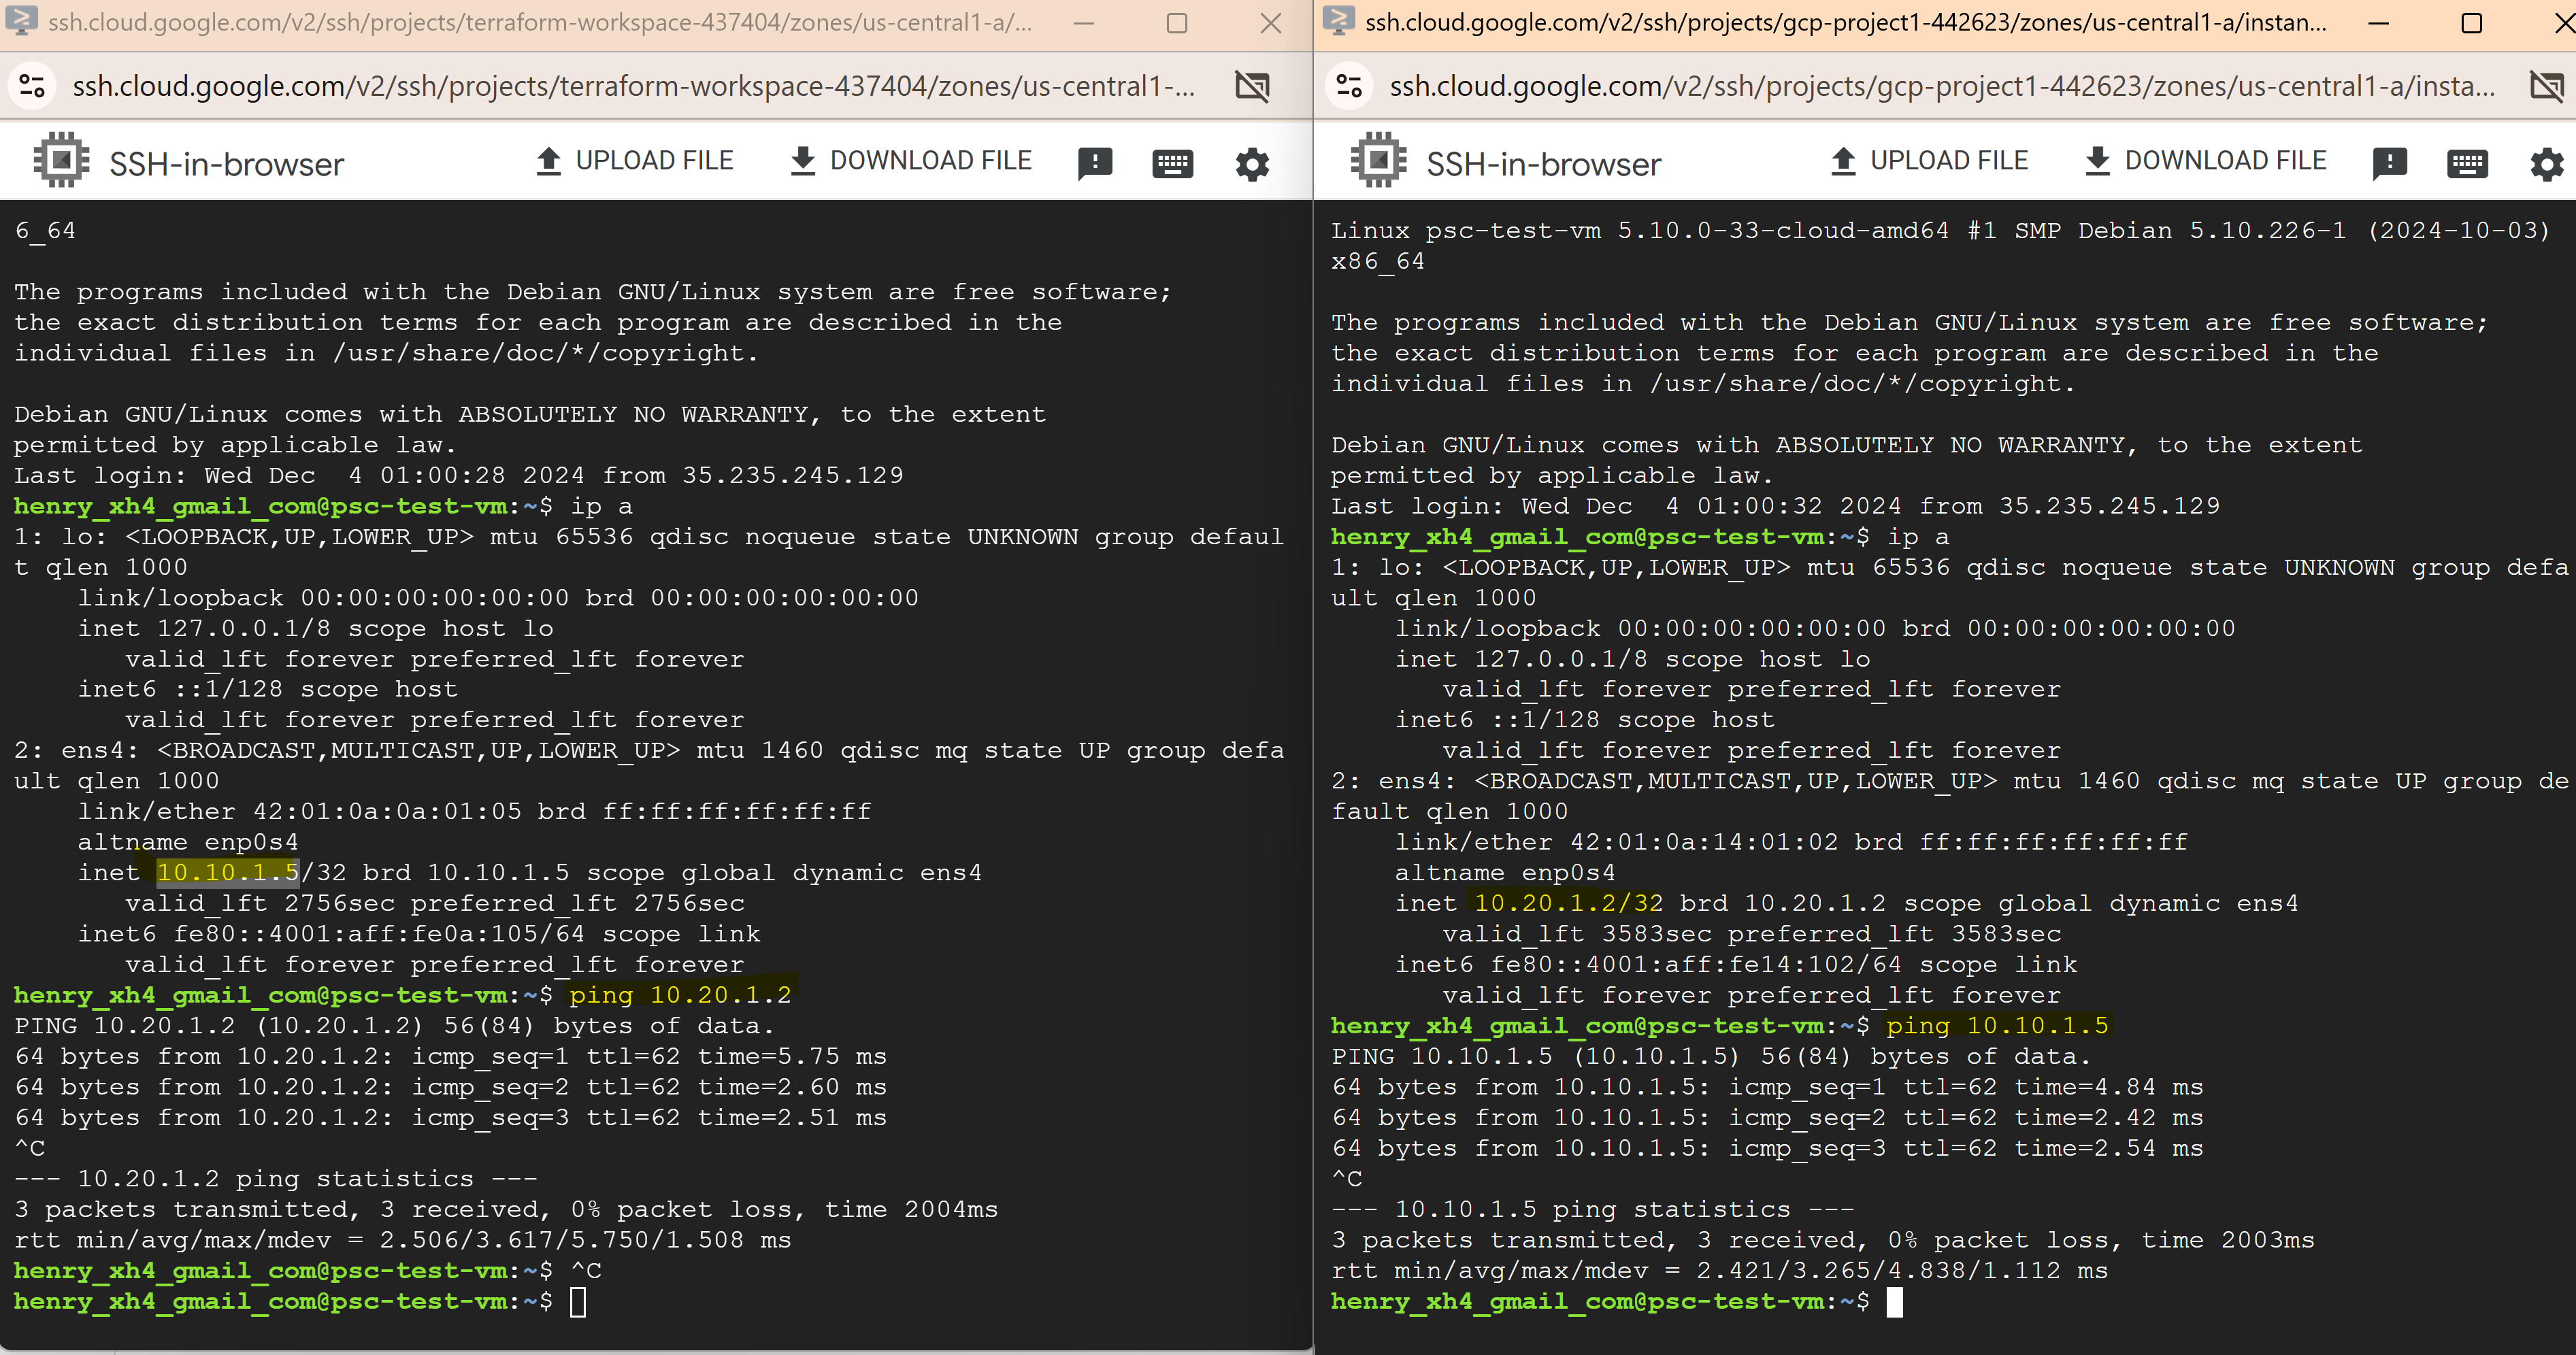 ssh.cloud.google.com/v2/ssh/projects/terraform-workspace-437404/zones/us-central1-a/...
ssh.cloud.google.com/v2/ssh/projects/terraform-workspace-437404/zones/us-central1-...
SSH-in-browser
UPLOAD FILE
DOWNLOAD FILE
6_64
The programs included with the Debian GNU/Linux system are free software;
the exact distribution terms for each program are described in the
individual files in /usr/share/doc/*/copyright.
Debian GNU/Linux comes with ABSOLUTELY NO WARRANTY, to the extent
permitted by applicable law.
Last login: Wed Dec  4 01:00:28 2024 from 35.235.245.129
henry_xh4_gmail_com@psc-test-vm:~$ ip a
1: lo: <LOOPBACK,UP,LOWER_UP> mtu 65536 qdisc noqueue state UNKNOWN group defaul
t qlen 1000
    link/loopback 00:00:00:00:00:00 brd 00:00:00:00:00:00
    inet 127.0.0.1/8 scope host lo
       valid_lft forever preferred_lft forever
    inet6 ::1/128 scope host
       valid_lft forever preferred_lft forever
2: ens4: <BROADCAST,MULTICAST,UP,LOWER_UP> mtu 1460 qdisc mq state UP group defa
ult qlen 1000
    link/ether 42:01:0a:0a:01:05 brd ff:ff:ff:ff:ff:ff
    altname enp0s4
    inet 10.10.1.5/32 brd 10.10.1.5 scope global dynamic ens4
       valid_lft 2756sec preferred_lft 2756sec
    inet6 fe80::4001:aff:fe0a:105/64 scope link
       valid_lft forever preferred_lft forever
henry_xh4_gmail_com@psc-test-vm:~$ ping 10.20.1.2
PING 10.20.1.2 (10.20.1.2) 56(84) bytes of data.
64 bytes from 10.20.1.2: icmp_seq=1 ttl=62 time=5.75 ms
64 bytes from 10.20.1.2: icmp_seq=2 ttl=62 time=2.60 ms
64 bytes from 10.20.1.2: icmp_seq=3 ttl=62 time=2.51 ms
^C
--- 10.20.1.2 ping statistics ---
3 packets transmitted, 3 received, 0% packet loss, time 2004ms
rtt min/avg/max/mdev = 2.506/3.617/5.750/1.508 ms
henry_xh4_gmail_com@psc-test-vm:~$ ^C
henry_xh4_gmail_com@psc-test-vm:~$
ssh.cloud.google.com/v2/ssh/projects/gcp-project1-442623/zones/us-central1-a/instan...
ssh.cloud.google.com/v2/ssh/projects/gcp-project1-442623/zones/us-central1-a/insta...
SSH-in-browser
UPLOAD FILE
DOWNLOAD FILE
Linux psc-test-vm 5.10.0-33-cloud-amd64 #1 SMP Debian 5.10.226-1 (2024-10-03)
x86_64
The programs included with the Debian GNU/Linux system are free software;
the exact distribution terms for each program are described in the
individual files in /usr/share/doc/*/copyright.
Debian GNU/Linux comes with ABSOLUTELY NO WARRANTY, to the extent
permitted by applicable law.
Last login: Wed Dec  4 01:00:32 2024 from 35.235.245.129
henry_xh4_gmail_com@psc-test-vm:~$ ip a
1: lo: <LOOPBACK,UP,LOWER_UP> mtu 65536 qdisc noqueue state UNKNOWN group defa
ult qlen 1000
    link/loopback 00:00:00:00:00:00 brd 00:00:00:00:00:00
    inet 127.0.0.1/8 scope host lo
       valid_lft forever preferred_lft forever
    inet6 ::1/128 scope host
       valid_lft forever preferred_lft forever
2: ens4: <BROADCAST,MULTICAST,UP,LOWER_UP> mtu 1460 qdisc mq state UP group de
fault qlen 1000
    link/ether 42:01:0a:14:01:02 brd ff:ff:ff:ff:ff:ff
    altname enp0s4
    inet 10.20.1.2/32 brd 10.20.1.2 scope global dynamic ens4
       valid_lft 3583sec preferred_lft 3583sec
    inet6 fe80::4001:aff:fe14:102/64 scope link
       valid_lft forever preferred_lft forever
henry_xh4_gmail_com@psc-test-vm:~$ ping 10.10.1.5
PING 10.10.1.5 (10.10.1.5) 56(84) bytes of data.
64 bytes from 10.10.1.5: icmp_seq=1 ttl=62 time=4.84 ms
64 bytes from 10.10.1.5: icmp_seq=2 ttl=62 time=2.42 ms
64 bytes from 10.10.1.5: icmp_seq=3 ttl=62 time=2.54 ms
^C
--- 10.10.1.5 ping statistics ---
3 packets transmitted, 3 received, 0% packet loss, time 2003ms
rtt min/avg/max/mdev = 2.421/3.265/4.838/1.112 ms
henry_xh4_gmail_com@psc-test-vm:~$